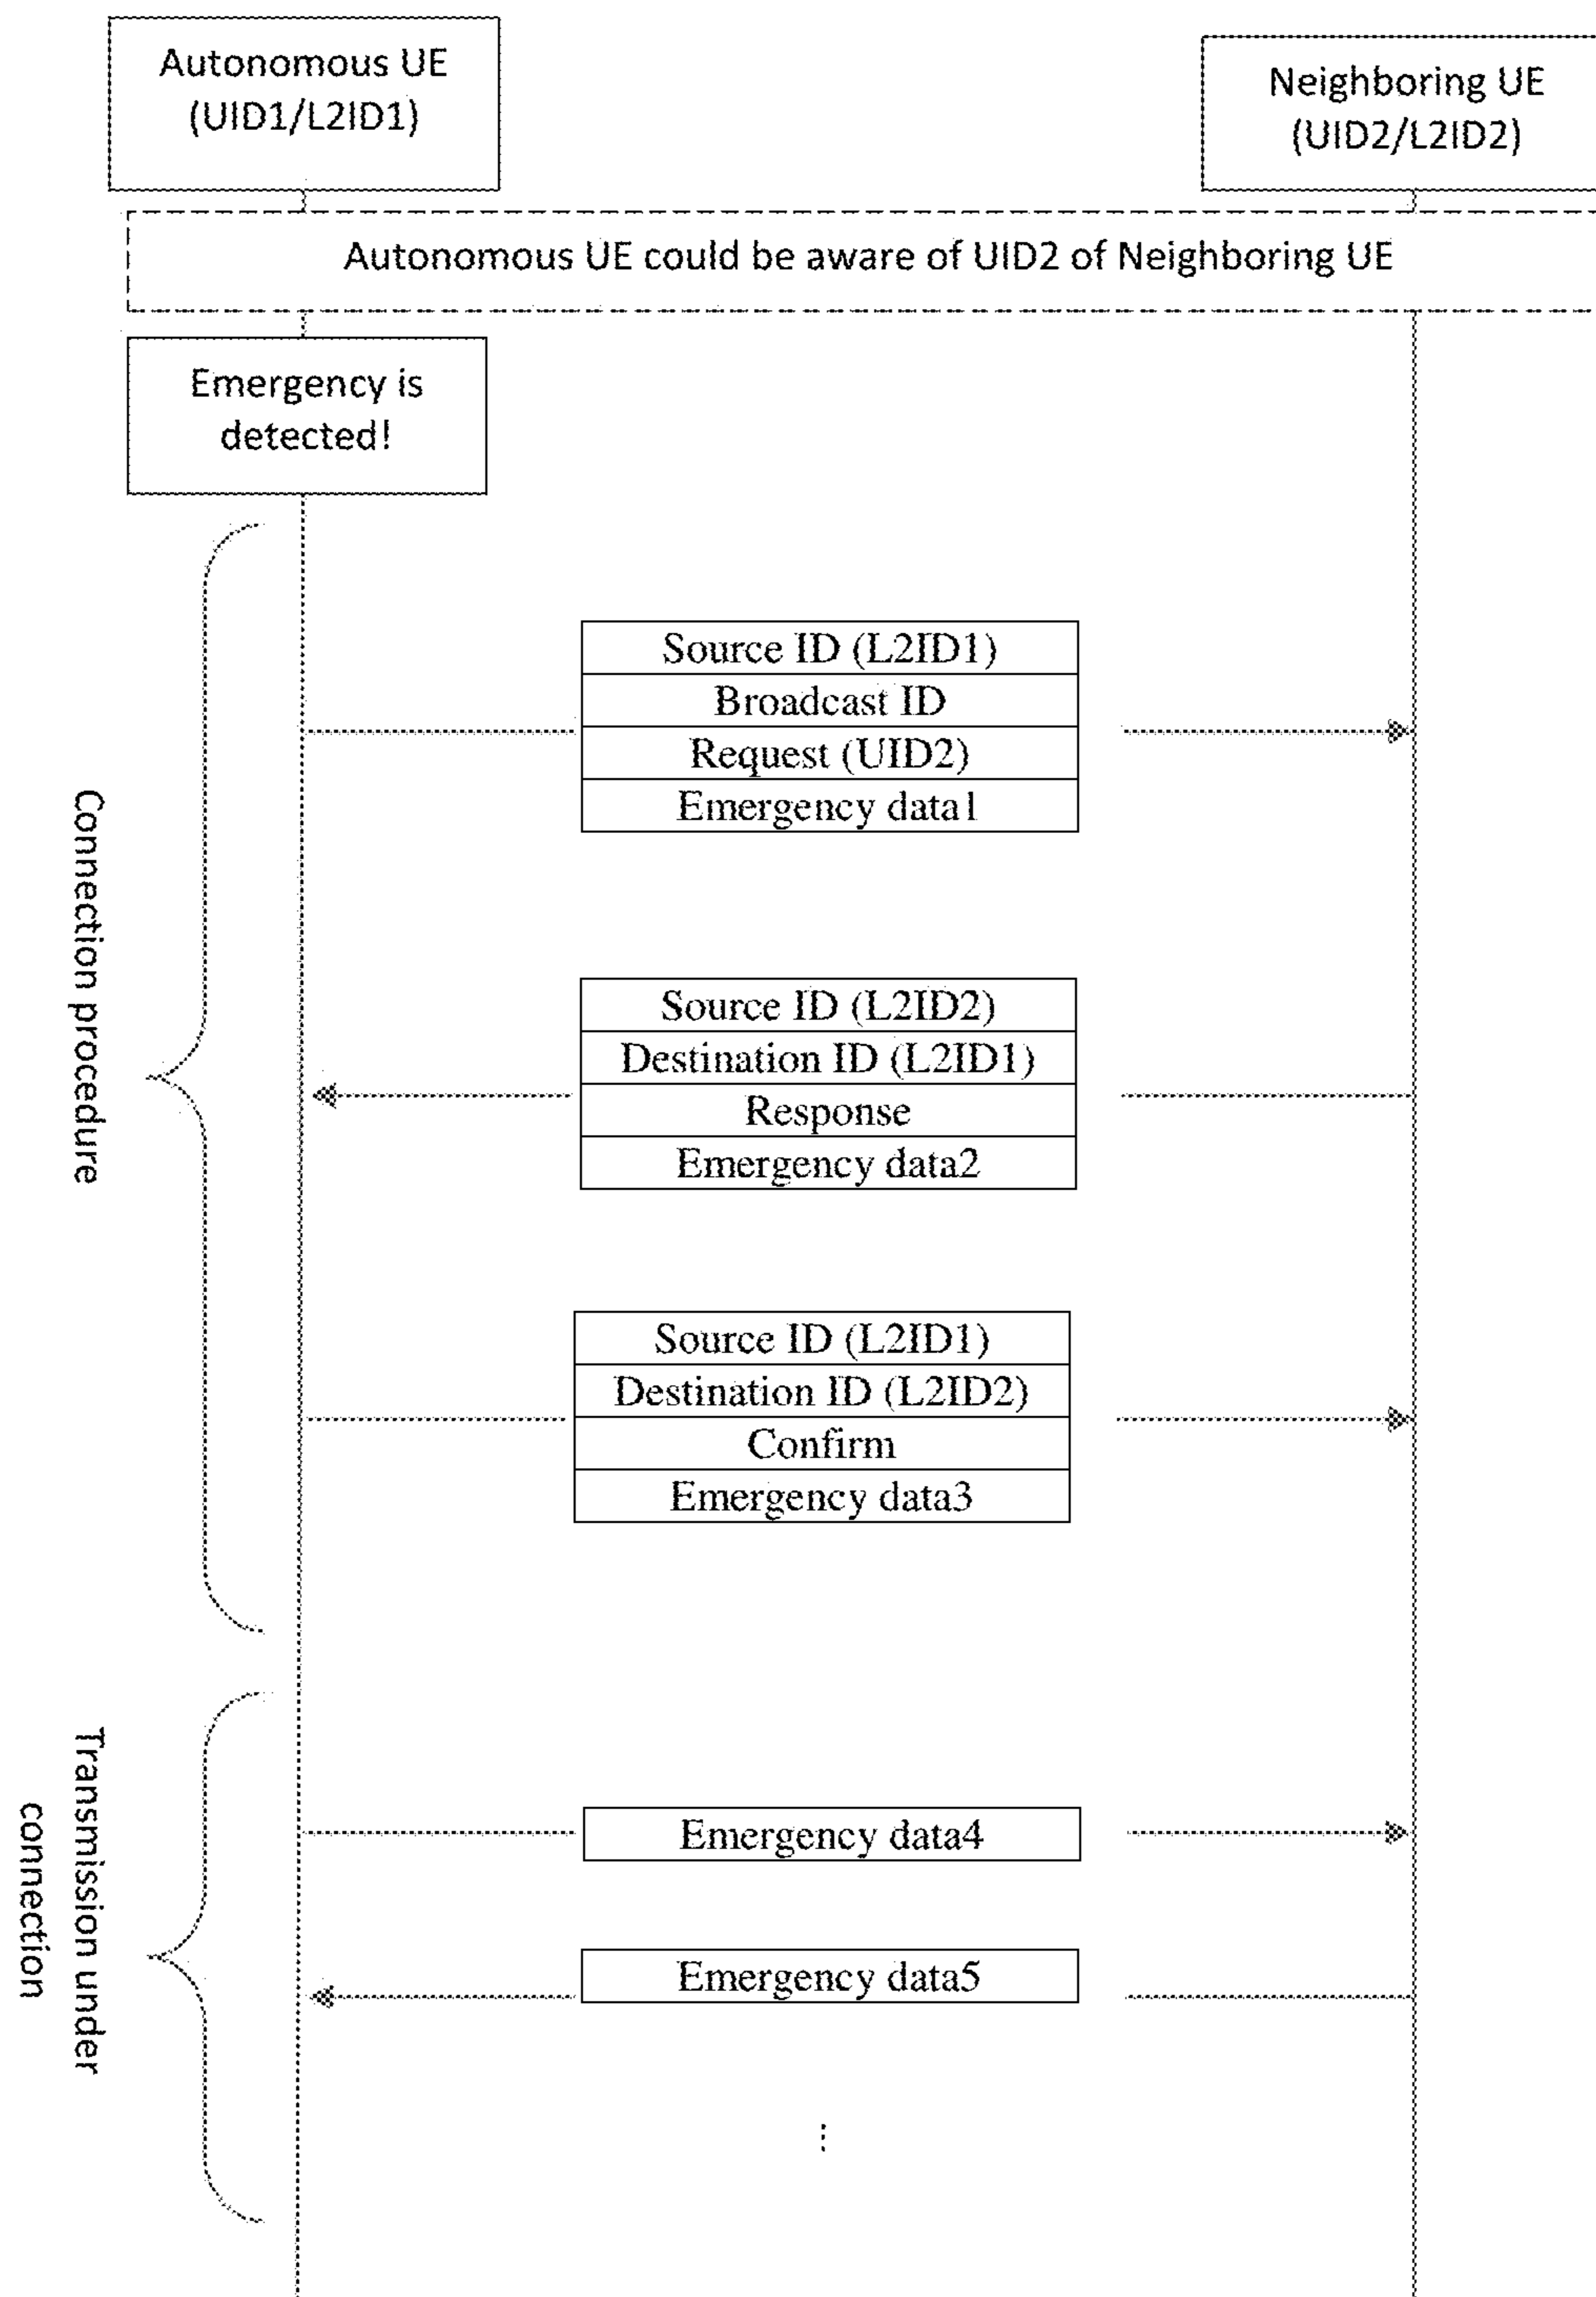 Autonomous UE
(UID1/L2ID1)
Neighboring UE
(UID2/L2ID2)
Autonomous UE could be aware of UID2 of Neighboring UE
Emergency is
detected!
Connection procedure
Source ID (L2ID1)
Broadcast ID
Request (UID2)
Emergency data1
Source ID (L2ID2)
Destination ID (L2ID1)
Response
Emergency data2
Source ID (L2ID1)
Destination ID (L2ID2)
Confirm
Emergency data3
Transmission under
connection
Emergency data4
Emergency data5
⋮